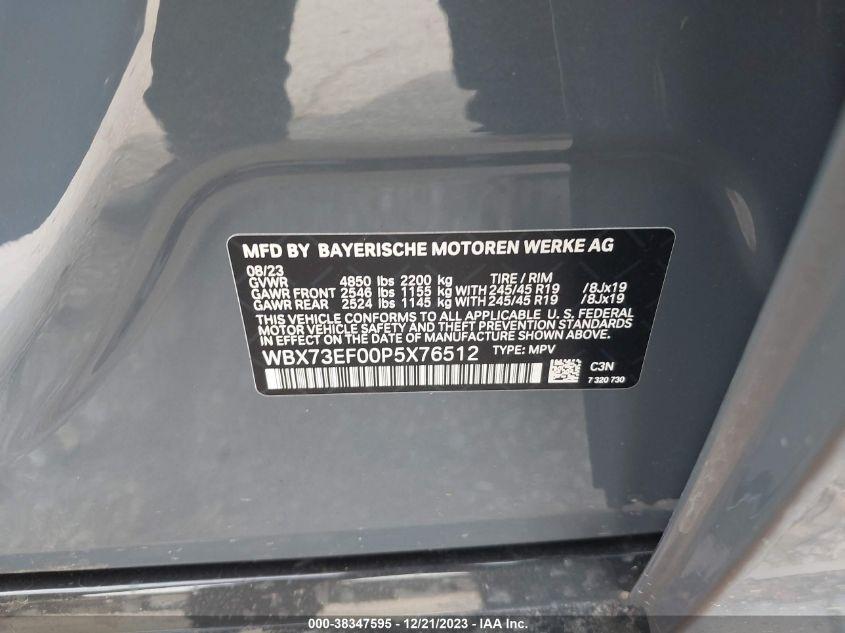 MFD BY BAYERISCHE MOTOREN WERKE AG
08/23
GVWR 4850 lbs 2200 kg TIRE / RIM
GAWR FRONT 2546 lbs 1155 kg WITH 245/45 R19 /8Jx19
GAWR REAR 2524 lbs 1145 kg WITH 245/45 R19 /8Jx19
THIS VEHICLE CONFORMS TO ALL APPLICABLE U. S. FEDERAL
MOTOR VEHICLE SAFETY AND THEFT PREVENTION STANDARDS
IN EFFECT ON THE DATE OF MANUFACTURE SHOWN ABOVE.
WBX73EF00P5X76512 TYPE: MPV
C3N
7 320 730
000-38347595 - 12/21/2023 - IAA Inc.